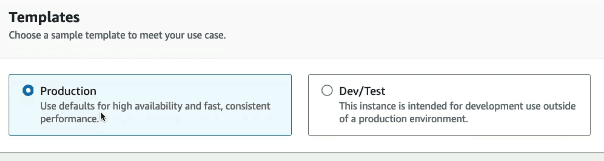 Templates
Choose a sample template to meet your use case.
Production
Use defaults for high availability and fast, consistent
performance.
Dev/Test
This instance is intended for development use outside
of a production environment.